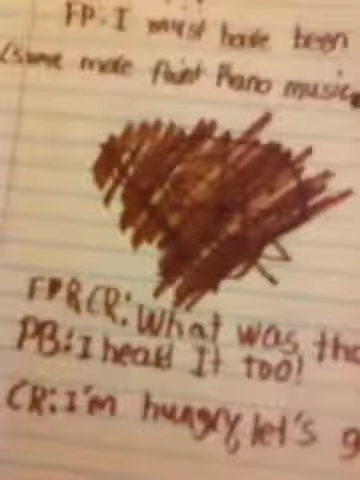 FP: I must have been
(some more faint Piano music
FPRCR: What was tha
PB: I heard It too!
CR: I'm hungry, let's g